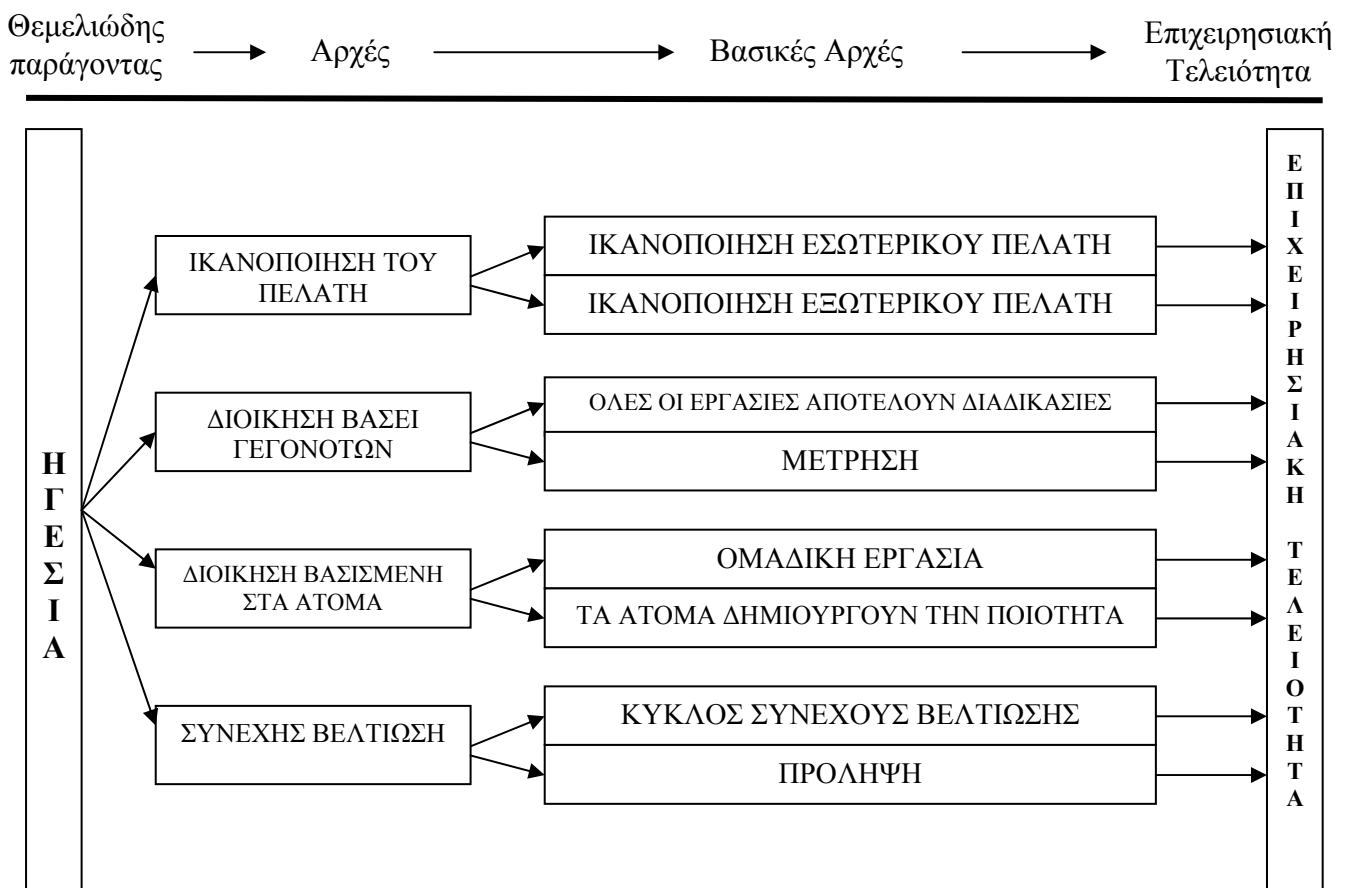 Θεμελιώδης
παράγοντας
Αρχές
Βασικές Αρχές
Επιχειρησιακή
Τελειότητα
ΗΓΕΣΙΑ
ΙΚΑΝΟΠΟΙΗΣΗ ΤΟΥ
ΠΕΛΑΤΗ
ΙΚΑΝΟΠΟΙΗΣΗ ΕΣΩΤΕΡΙΚΟΥ ΠΕΛΑΤΗ
ΙΚΑΝΟΠΟΙΗΣΗ ΕΞΩΤΕΡΙΚΟΥ ΠΕΛΑΤΗ
ΔΙΟΙΚΗΣΗ ΒΑΣΕΙ
ΓΕΓΟΝΟΤΩΝ
ΟΛΕΣ ΟΙ ΕΡΓΑΣΙΕΣ ΑΠΟΤΕΛΟΥΝ ΔΙΑΔΙΚΑΣΙΕΣ
ΜΕΤΡΗΣΗ
ΔΙΟΙΚΗΣΗ ΒΑΣΙΣΜΕΝΗ
ΣΤΑ ΑΤΟΜΑ
ΟΜΑΔΙΚΗ ΕΡΓΑΣΙΑ
ΤΑ ΑΤΟΜΑ ΔΗΜΙΟΥΡΓΟΥΝ ΤΗΝ ΠΟΙΟΤΗΤΑ
ΣΥΝΕΧΗΣ ΒΕΛΤΙΩΣΗ
ΚΥΚΛΟΣ ΣΥΝΕΧΟΥΣ ΒΕΛΤΙΩΣΗΣ
ΠΡΟΛΗΨΗ
ΕΠΙΧΕΙΡΗΣΙΑΚΗ ΤΕΛΕΙΟΤΗΤΑ